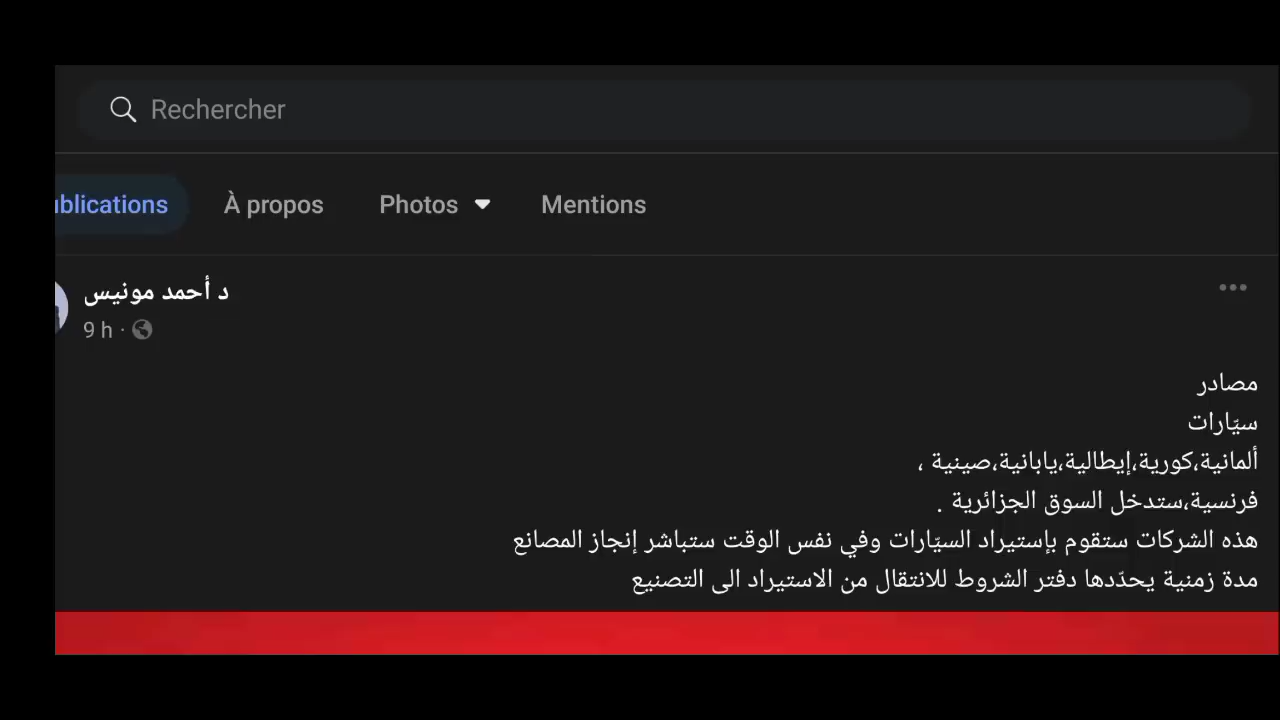 Rechercher
ublications
À propos
Photos
Mentions
د أحمد مونيس
9 h ·
مصادر
سيّارات
ألمانية،كورية،إيطالية،يابانية،صينية ،
فرنسية،ستدخل السوق الجزائرية .
هذه الشركات ستقوم بإستيراد السيّارات وفي نفس الوقت ستباشر إنجاز المصانع
مدة زمنية يحدّدها دفتر الشروط للانتقال من الاستيراد الى التصنيع